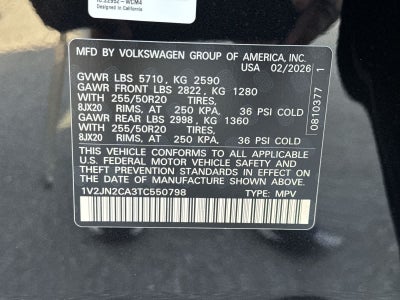 Designed in California
MFD BY VOLKSWAGEN GROUP OF AMERICA, INC.
USA 02/2026
GVWR LBS 5710, KG 2590
GAWR FRONT LBS 2822, KG 1280
WITH 255/50R20 TIRES,
8JX20 RIMS, AT 250 KPA, 36 PSI COLD
GAWR REAR LBS 2998, KG 1360
WITH 255/50R20 TIRES,
8JX20 RIMS, AT 250 KPA, 36 PSI COLD
THIS VEHICLE CONFORMS TO ALL APPLICABLE
U.S. FEDERAL MOTOR VEHICLE SAFETY, BUMPER, AND
THEFT PREVENTION STANDARDS IN EFFECT ON THE
DATE OF MANUFACTURE SHOWN ABOVE.
1V2JN2CA3TC550798 TYPE: MPV
0810377 1